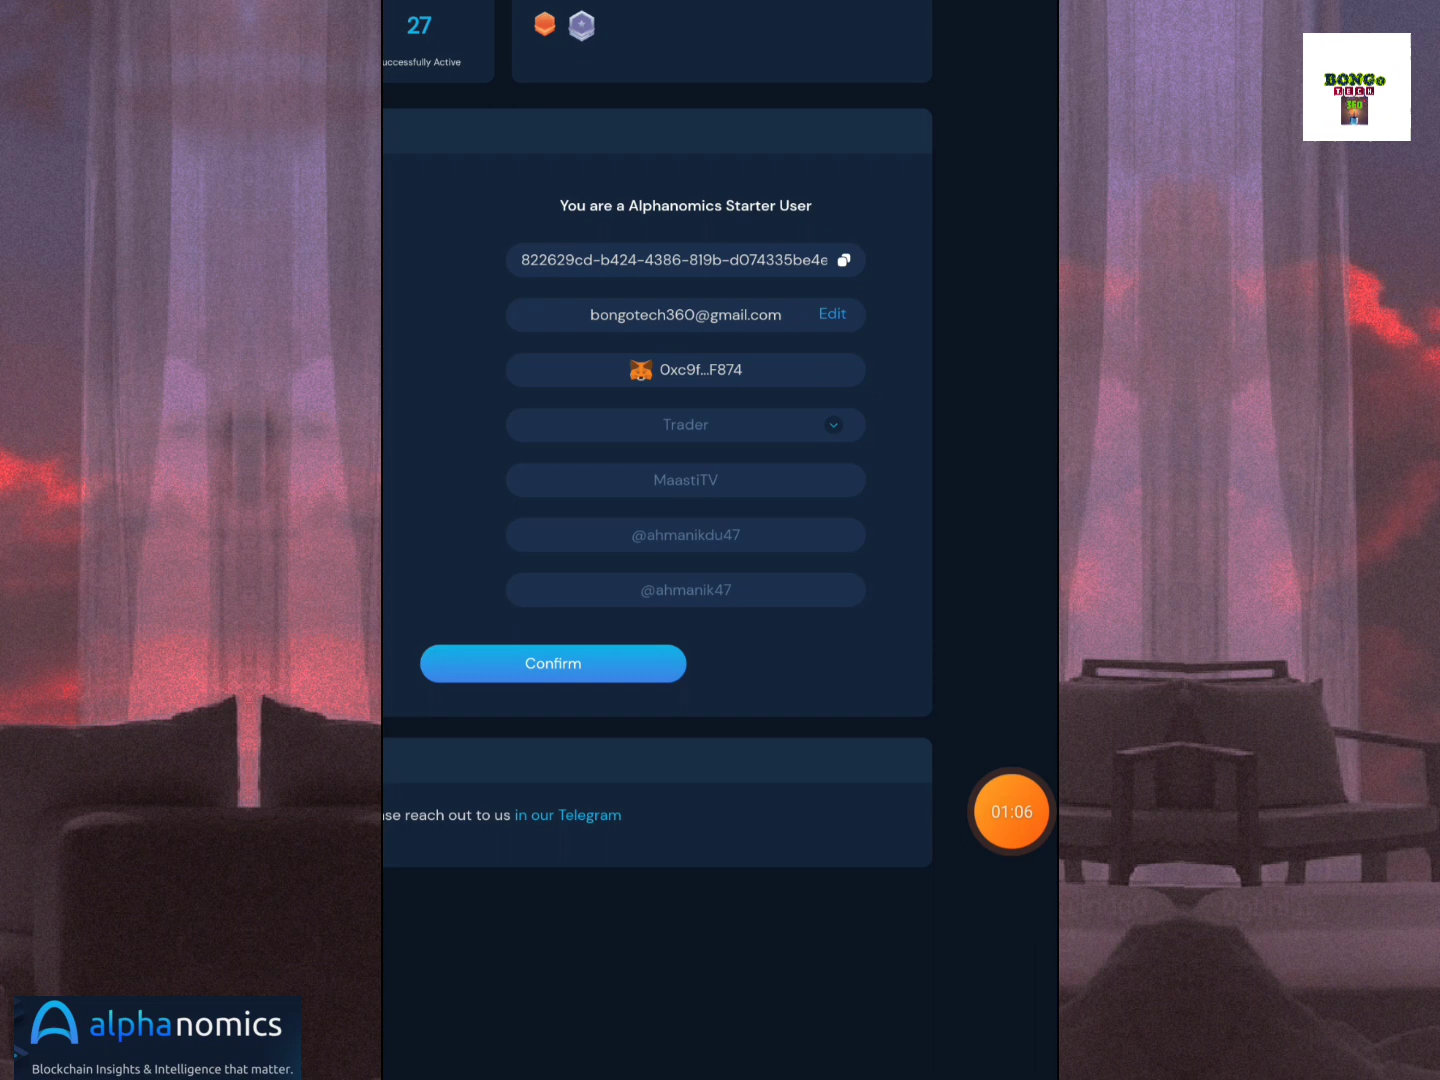 27
uccessfully Active
BONGO
TECH
360
You are a Alphanomics Starter User
822629cd-b424-4386-819b-d074335be4e
bongotech360@gmail.com
Edit
0xc9f...F874
Trader
MaastiTV
@ahmanikdu47
@ahmanik47
Confirm
se reach out to us in our Telegram
01:06
alphanomics
Blockchain Insights & Intelligence that matter.